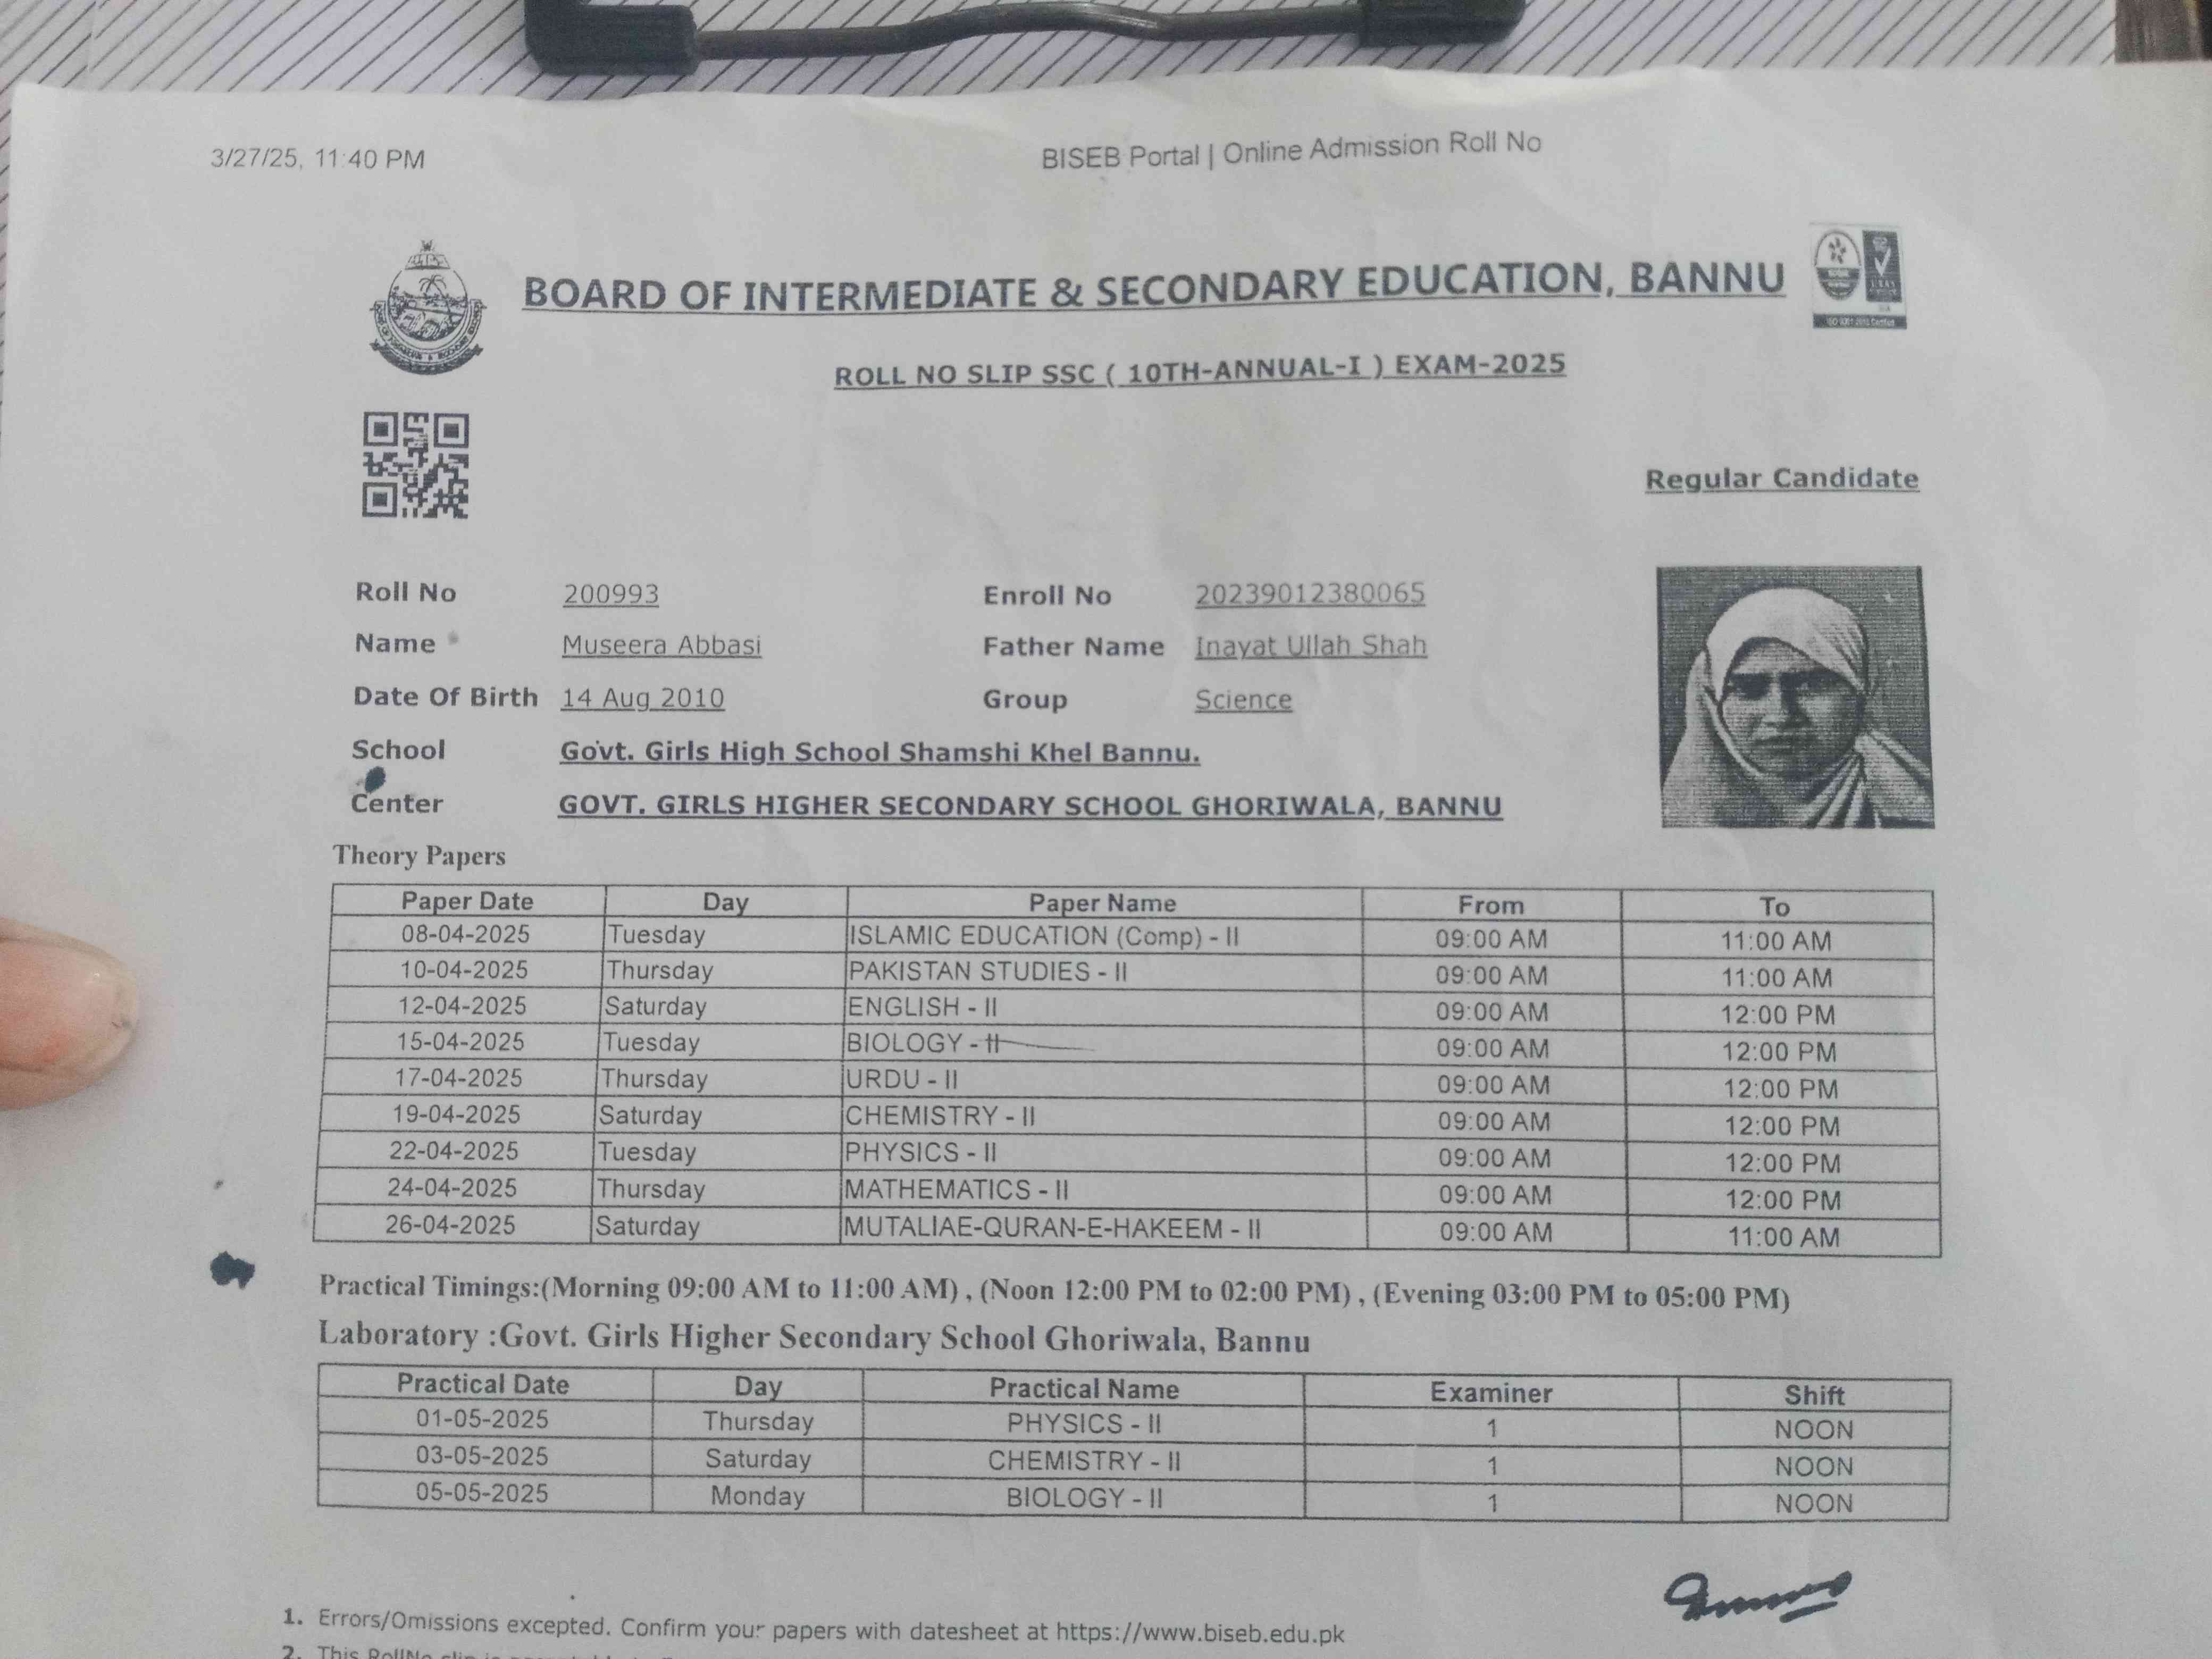 3/27/25, 11:40 PM BISEB Portal | Online Admission Roll No
BOARD OF INTERMEDIATE & SECONDARY EDUCATION, BANNU
ROLL NO SLIP SSC ( 10TH-ANNUAL-I ) EXAM-2025
Regular Candidate
Roll No 200993 Enroll No 20239012380065
Name Museera Abbasi Father Name Inayat Ullah Shah
Date Of Birth 14 Aug 2010 Group Science
School Govt. Girls High School Shamshi Khel Bannu.
Center GOVT. GIRLS HIGHER SECONDARY SCHOOL GHORIWALA, BANNU
Theory Papers
Paper Date Day Paper Name From To
08-04-2025 Tuesday ISLAMIC EDUCATION (Comp) - II 09:00 AM 11:00 AM
10-04-2025 Thursday PAKISTAN STUDIES - II 09:00 AM 11:00 AM
12-04-2025 Saturday ENGLISH - II 09:00 AM 12:00 PM
15-04-2025 Tuesday BIOLOGY - II 09:00 AM 12:00 PM
17-04-2025 Thursday URDU - II 09:00 AM 12:00 PM
19-04-2025 Saturday CHEMISTRY - II 09:00 AM 12:00 PM
22-04-2025 Tuesday PHYSICS - II 09:00 AM 12:00 PM
24-04-2025 Thursday MATHEMATICS - II 09:00 AM 12:00 PM
26-04-2025 Saturday MUTALIAE-QURAN-E-HAKEEM - II 09:00 AM 11:00 AM
Practical Timings:(Morning 09:00 AM to 11:00 AM) , (Noon 12:00 PM to 02:00 PM) , (Evening 03:00 PM to 05:00 PM)
Laboratory :Govt. Girls Higher Secondary School Ghoriwala, Bannu
Practical Date Day Practical Name Examiner Shift
01-05-2025 Thursday PHYSICS - II 1 NOON
03-05-2025 Saturday CHEMISTRY - II 1 NOON
05-05-2025 Monday BIOLOGY - II 1 NOON
1. Errors/Omissions excepted. Confirm your papers with datesheet at https://www.biseb.edu.pk
2. This RollNo slip is